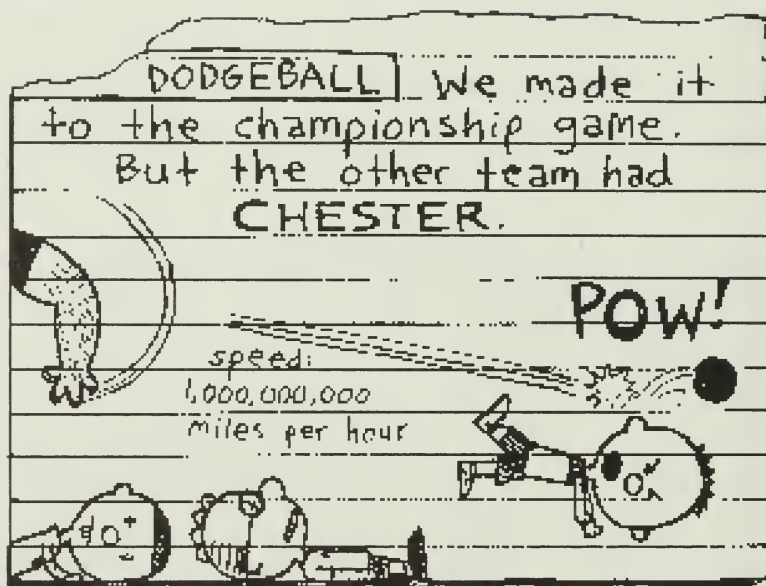 DODGEBALL We made it
to the championship game.
But the other team had
CHESTER.
POW!
speed:
1,000,000,000
miles per hour